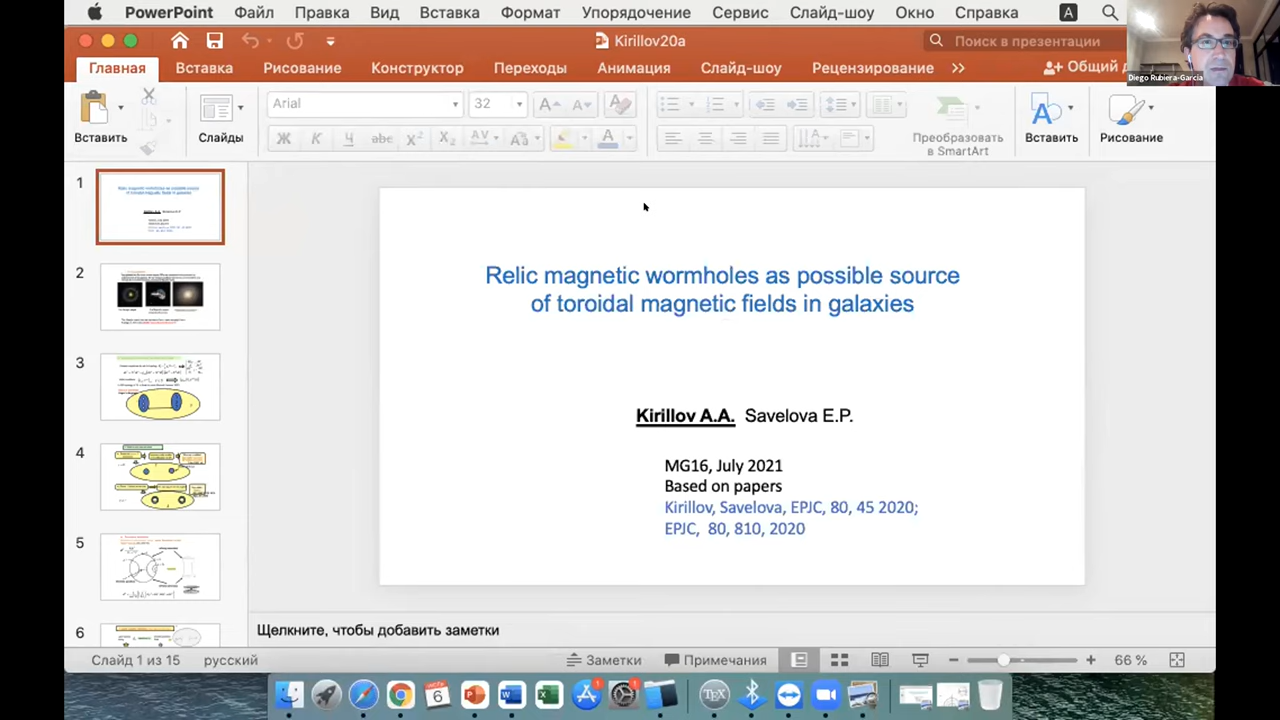 PowerPoint Файл Правка Вид Вставка Формат Упорядочение Сервис Слайд-шоу Окно Справка A
Kirillov20a
Поиск в презентации
Diego Rubiera-Garcia
Главная Вставка Рисование Конструктор Переходы Анимация Слайд-шоу Рецензирование Общий
Arial 32
Вставить Слайды Преобразовать в SmartArt Вставить Рисование
1
2
3
4
5
6
Relic magnetic wormholes as possible source
of toroidal magnetic fields in galaxies
Kirillov A.A. Savelova E.P.
MG16, July 2021
Based on papers
Kirillov, Savelova, EPJC, 80, 45 2020;
EPJC, 80, 810, 2020
Щелкните, чтобы добавить заметки
Слайд 1 из 15 русский Заметки Примечания 66 %
6
TEX